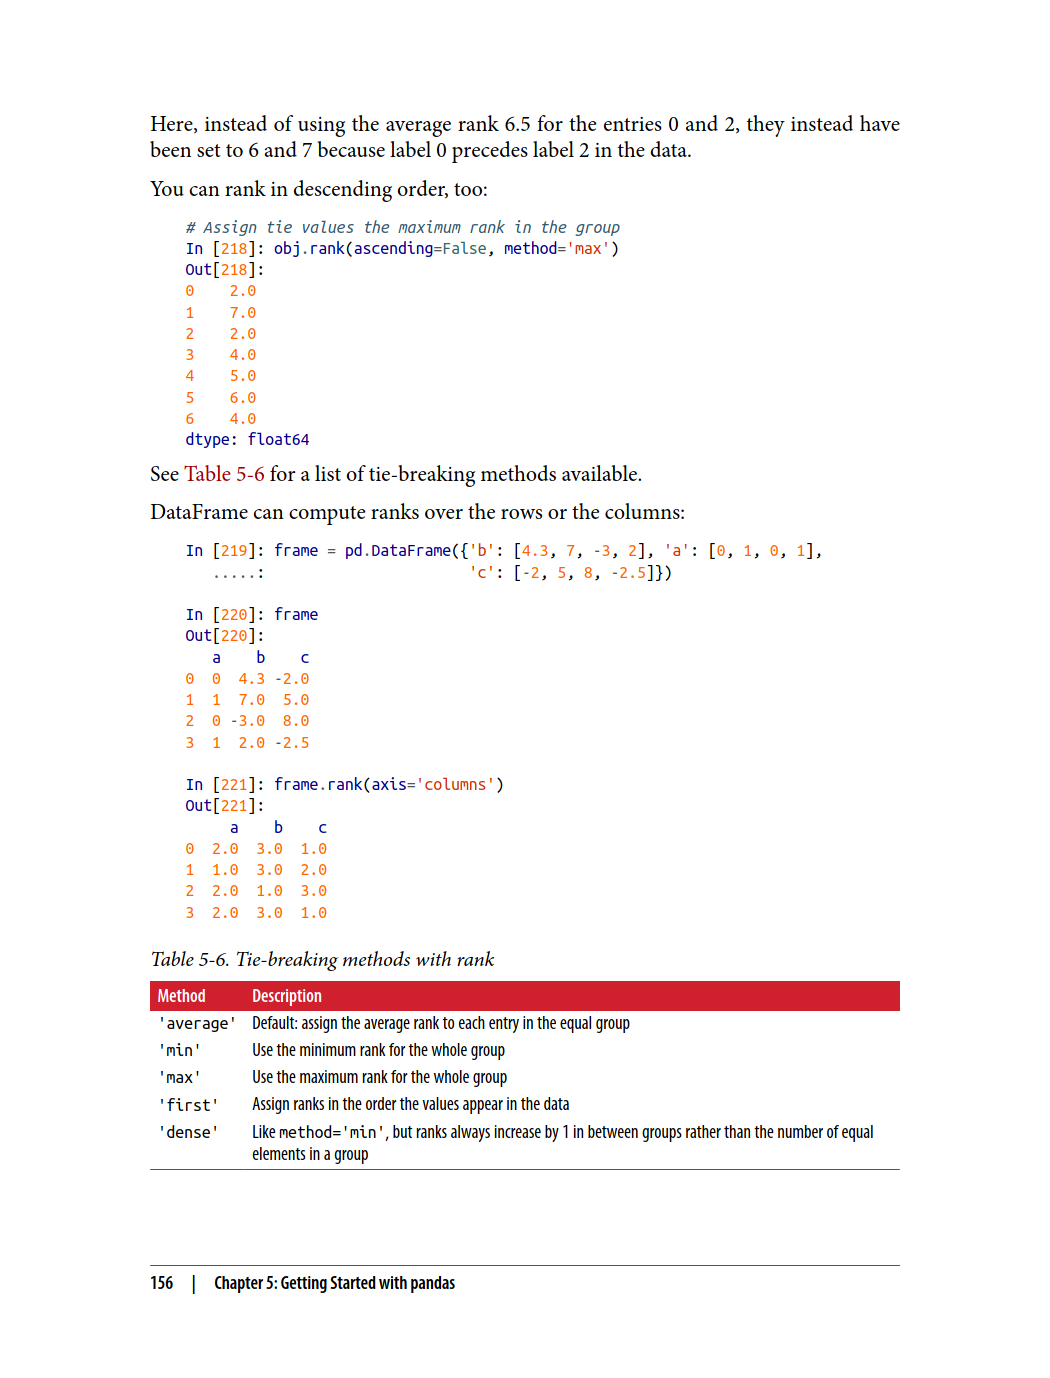 Here, instead of using the average rank 6.5 for the entries 0 and 2, they instead have
been set to 6 and 7 because label 0 precedes label 2 in the data.
You can rank in descending order, too:
# Assign tie values the maximum rank in the group
In [218]: obj.rank(ascending=False, method='max')
Out[218]:
0    2.0
1    7.0
2    2.0
3    4.0
4    5.0
5    6.0
6    4.0
dtype: float64
See Table 5-6 for a list of tie-breaking methods available.
DataFrame can compute ranks over the rows or the columns:
In [219]: frame = pd.DataFrame({'b': [4.3, 7, -3, 2], 'a': [0, 1, 0, 1],
   .....:                       'c': [-2, 5, 8, -2.5]})
In [220]: frame
Out[220]:
   a    b    c
0  0  4.3 -2.0
1  1  7.0  5.0
2  0 -3.0  8.0
3  1  2.0 -2.5
In [221]: frame.rank(axis='columns')
Out[221]:
     a    b    c
0  2.0  3.0  1.0
1  1.0  3.0  2.0
2  2.0  1.0  3.0
3  2.0  3.0  1.0
Table 5-6. Tie-breaking methods with rank
Method Description
'average' Default: assign the average rank to each entry in the equal group
'min' Use the minimum rank for the whole group
'max' Use the maximum rank for the whole group
'first' Assign ranks in the order the values appear in the data
'dense' Like method='min', but ranks always increase by 1 in between groups rather than the number of equal
elements in a group
156 | Chapter 5: Getting Started with pandas